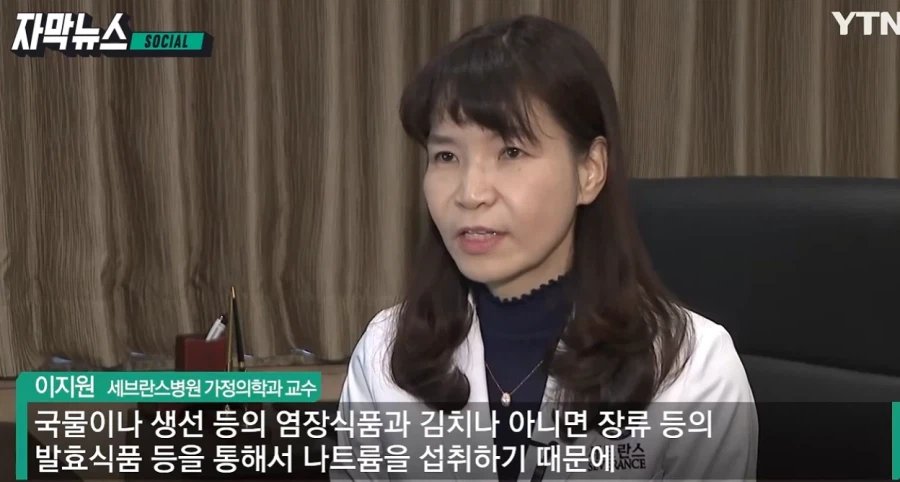 자막뉴스
SOCIAL
YTN
이지원 세브란스병원 가정의학과 교수
국물이나 생선 등의 염장식품과 김치나 아니면 장류 등의
발효식품 등을 통해서 나트륨을 섭취하기 때문에